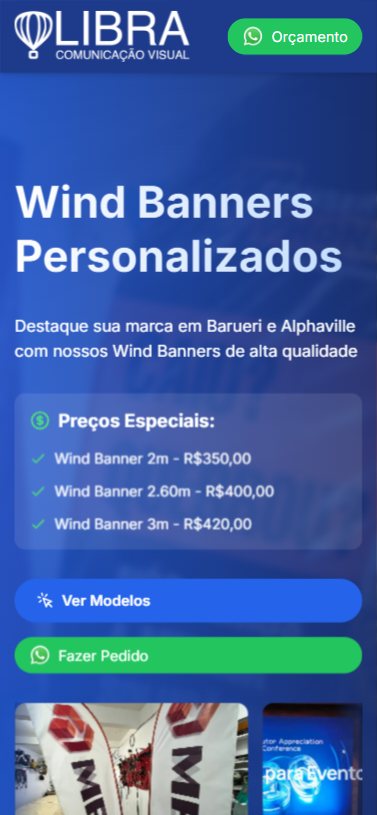 LIBRA
COMUNICAÇÃO VISUAL
Orçamento
Wind Banners
Personalizados
Destaque sua marca em Barueri e Alphaville
com nossos Wind Banners de alta qualidade
Preços Especiais:
Wind Banner 2m - R$350,00
Wind Banner 2.60m - R$400,00
Wind Banner 3m - R$420,00
Ver Modelos
Fazer Pedido
Appreciation
Conference
para Evento